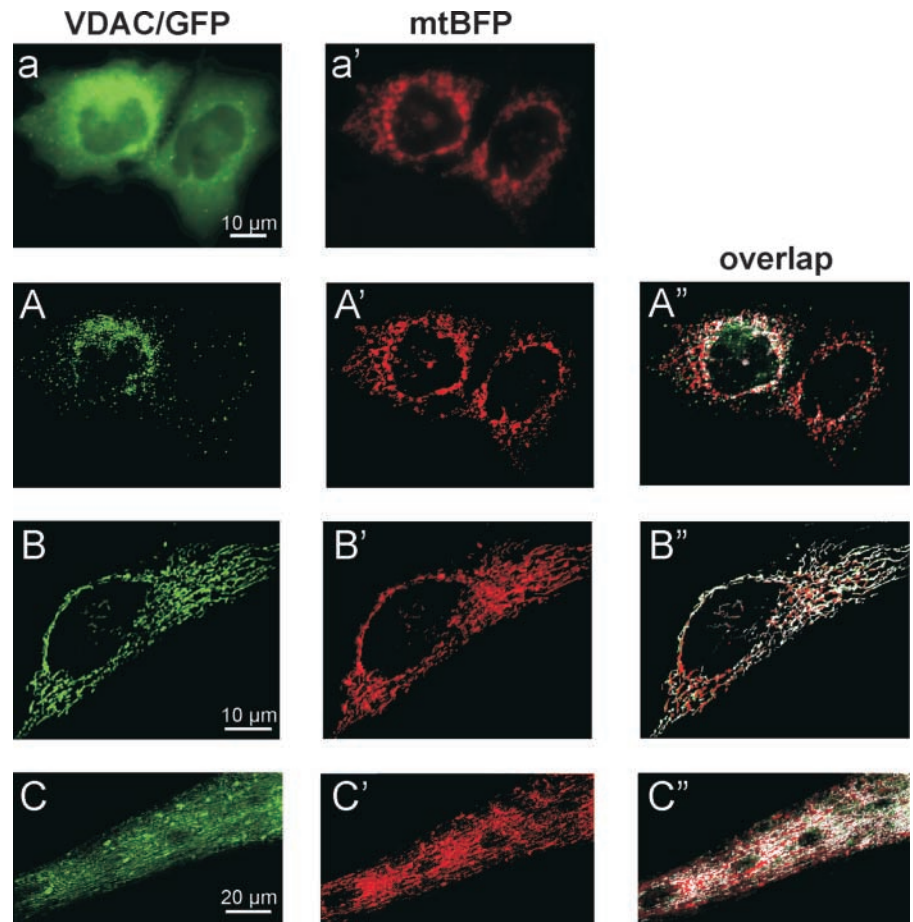 VDAC/GFP mtBFP
a a’
10 µm
overlap
A A’ A”
B B’ B”
10 µm
C C’ C”
20 µm